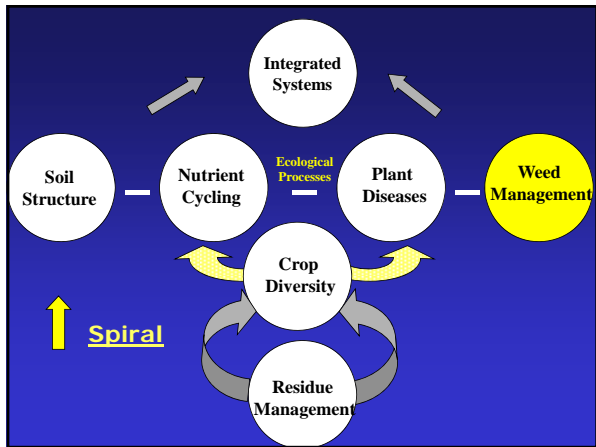 Integrated
Systems
Soil
Structure
Nutrient
Cycling
Ecological
Processes
Plant
Diseases
Weed
Management
Crop
Diversity
Spiral
Residue
Management